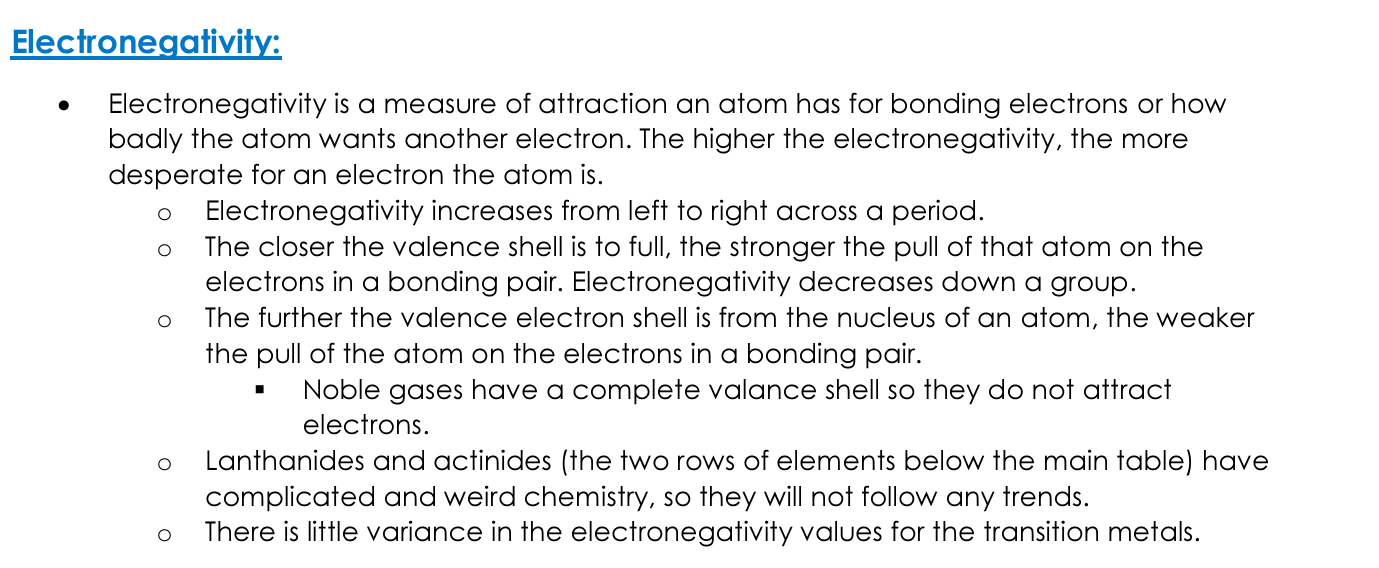 Electronegativity:
• Electronegativity is a measure of attraction an atom has for bonding electrons or how
badly the atom wants another electron. The higher the electronegativity, the more
desperate for an electron the atom is.
o Electronegativity increases from left to right across a period.
o The closer the valence shell is to full, the stronger the pull of that atom on the
electrons in a bonding pair. Electronegativity decreases down a group.
o The further the valence electron shell is from the nucleus of an atom, the weaker
the pull of the atom on the electrons in a bonding pair.
▪ Noble gases have a complete valance shell so they do not attract
electrons.
o Lanthanides and actinides (the two rows of elements below the main table) have
complicated and weird chemistry, so they will not follow any trends.
o There is little variance in the electronegativity values for the transition metals.